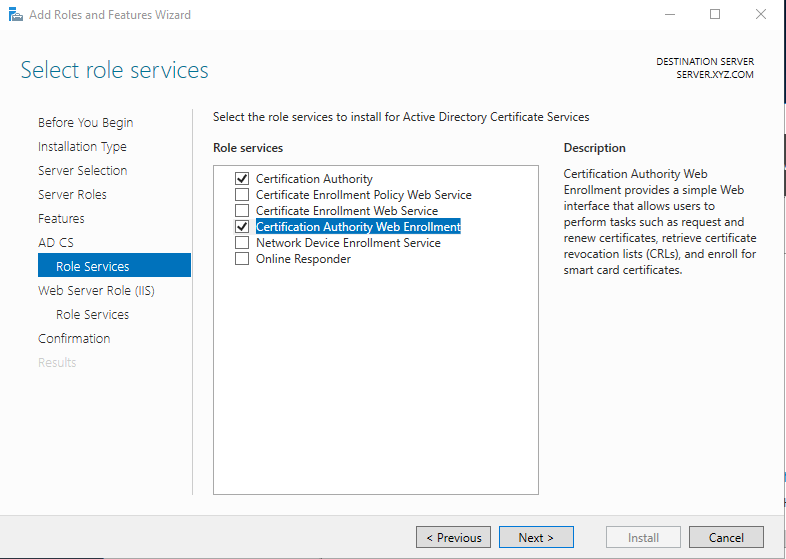 Add Roles and Features Wizard
Select role services
DESTINATION SERVER
SERVER.XYZ.COM
Before You Begin
Installation Type
Server Selection
Server Roles
Features
AD CS
Role Services
Web Server Role (IIS)
Role Services
Confirmation
Results
Select the role services to install for Active Directory Certificate Services
Role services
Certification Authority
Certificate Enrollment Policy Web Service
Certificate Enrollment Web Service
Certification Authority Web Enrollment
Network Device Enrollment Service
Online Responder
Description
Certification Authority Web
Enrollment provides a simple Web
interface that allows users to
perform tasks such as request and
renew certificates, retrieve certificate
revocation lists (CRLs), and enroll for
smart card certificates.
< Previous
Next >
Install
Cancel